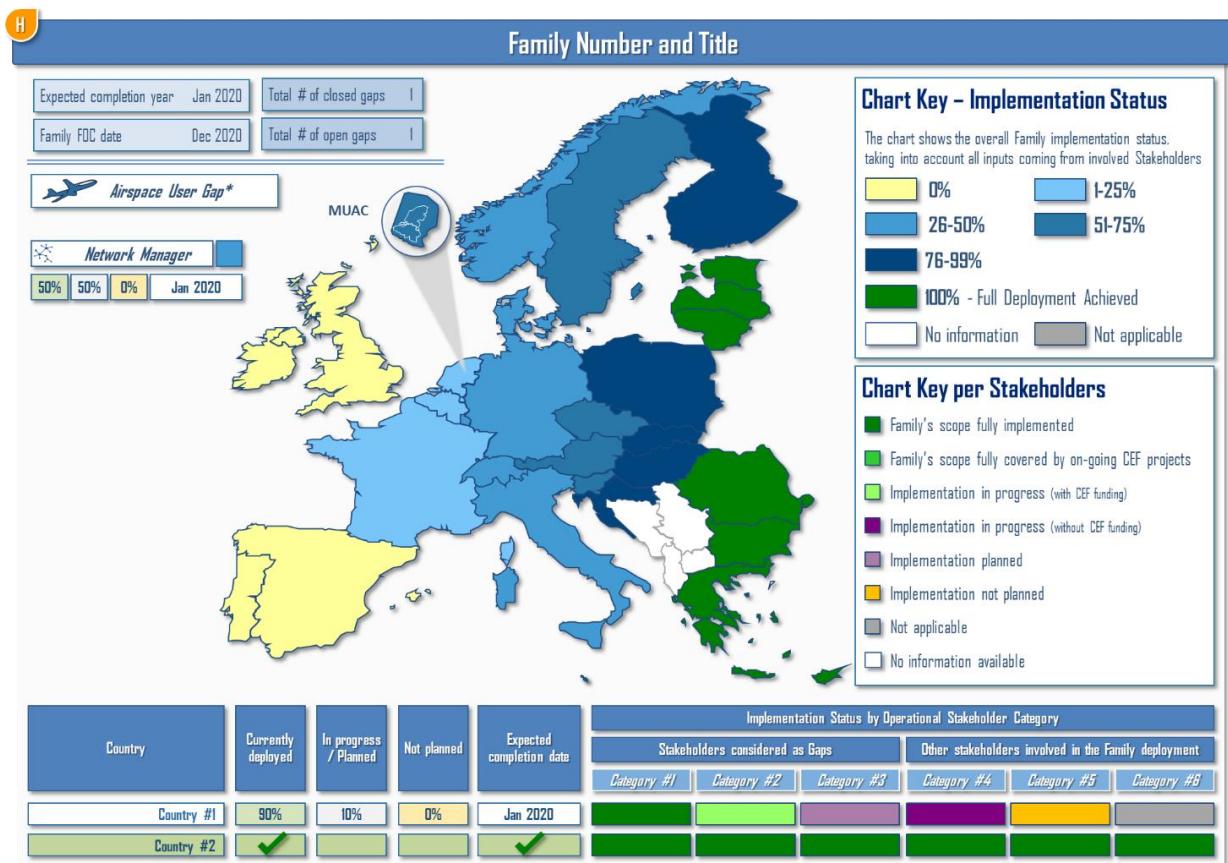 H
Family Number and Title
Expected completion year Jan 2020
Total # of closed gaps 1
Family FOC date Dec 2020
Total # of open gaps 1
Airspace User Gap*
Network Manager
50% 50% 0% Jan 2020
MUAC
Chart Key – Implementation Status
The chart shows the overall Family implementation status,
taking into account all inputs coming from involved Stakeholders
0% 1-25%
26-50% 51-75%
76-99%
100% - Full Deployment Achieved
No information Not applicable
Chart Key per Stakeholders
Family's scope fully implemented
Family's scope fully covered by on-going CEF projects
Implementation in progress (with CEF funding)
Implementation in progress (without CEF funding)
Implementation planned
Implementation not planned
Not applicable
No information available
Country
Currently
deployed
In progress
/ Planned
Not planned
Expected
completion date
Implementation Status by Operational Stakeholder Category
Stakeholders considered as Gaps
Other stakeholders involved in the Family deployment
Category #1 Category #2 Category #3 Category #4 Category #5 Category #6
Country #1 90% 10% 0% Jan 2020
Country #2